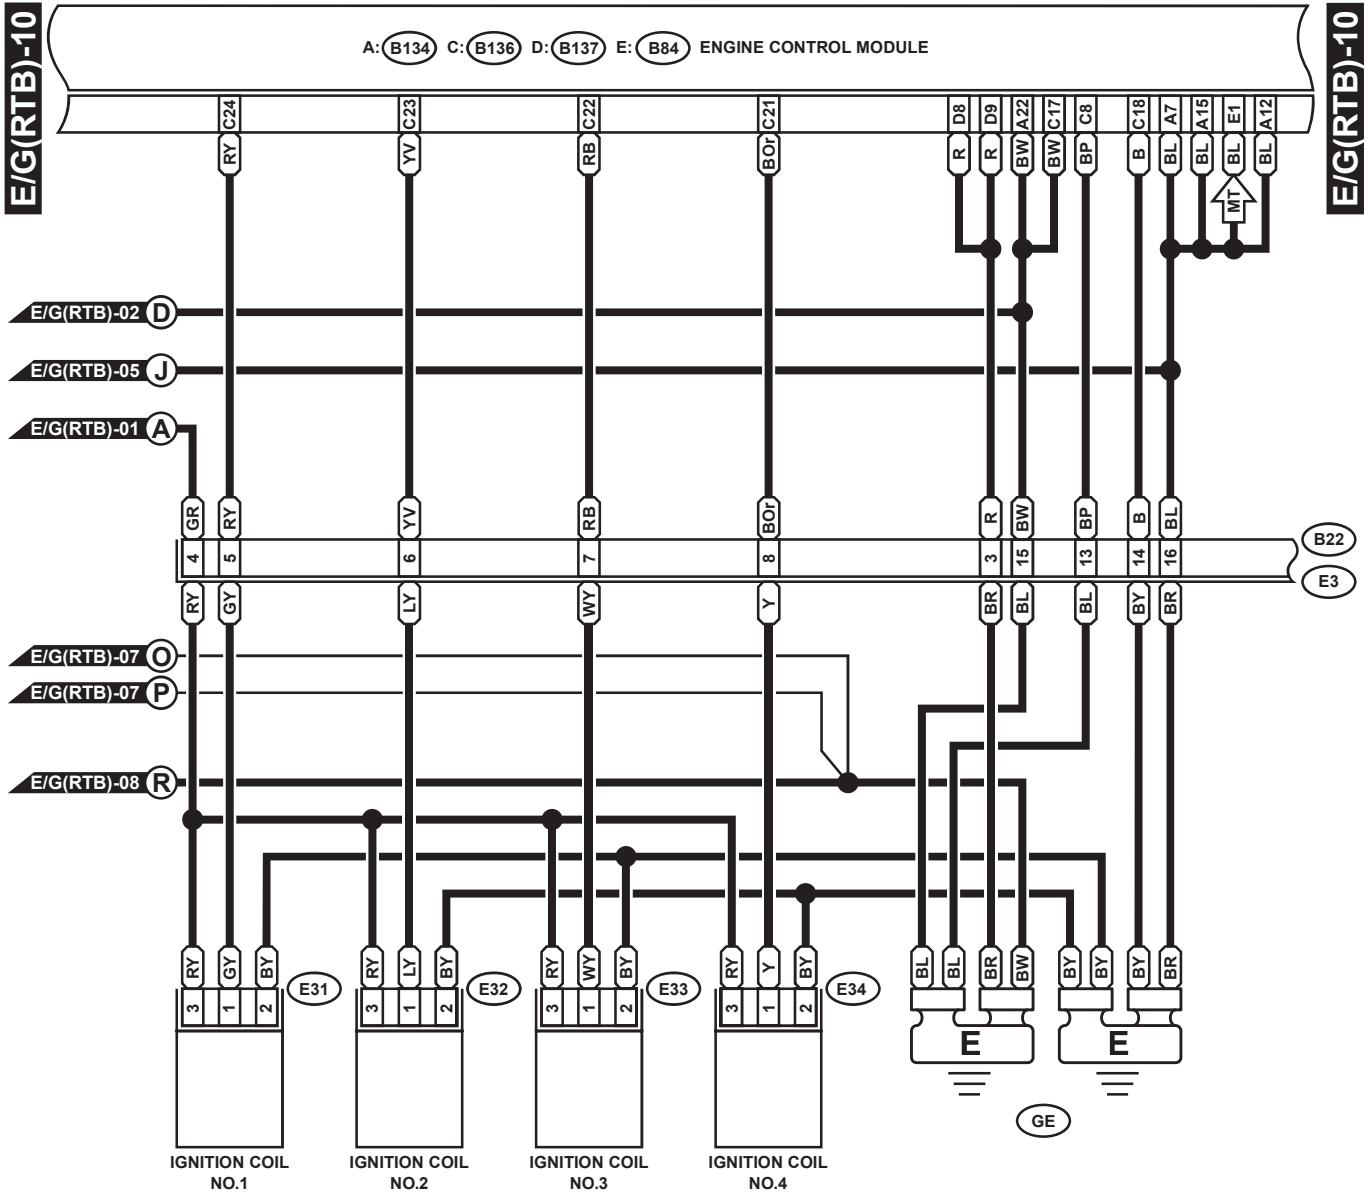 E/G(RTB)-10
E/G(RTB)-10
A: B134 C: B136 D: B137 E: B84 ENGINE CONTROL MODULE
C24 C23 C22 C21 D8 D9 A22 C17 C8 C18 A7 A15 E1 A12
RY YV RB BOr R R BW BW BP B BL BL BL BL
MT
E/G(RTB)-02 D
E/G(RTB)-05 J
E/G(RTB)-01 A
GR RY YV RB BOr R BW BP B BL
4 5 6 7 8 3 15 13 14 16
B22
E3
RY GY LY WY Y BR BL BL BY BR
E/G(RTB)-07 O
E/G(RTB)-07 P
E/G(RTB)-08 R
RY GY BY RY LY BY RY WY BY RY Y BY BL BL BR BW BY BY BY BR
E31 E32 E33 E34
3 1 2 3 1 2 3 1 2 3 1 2
E E
GE
IGNITION COIL IGNITION COIL IGNITION COIL IGNITION COIL
NO.1 NO.2 NO.3 NO.4